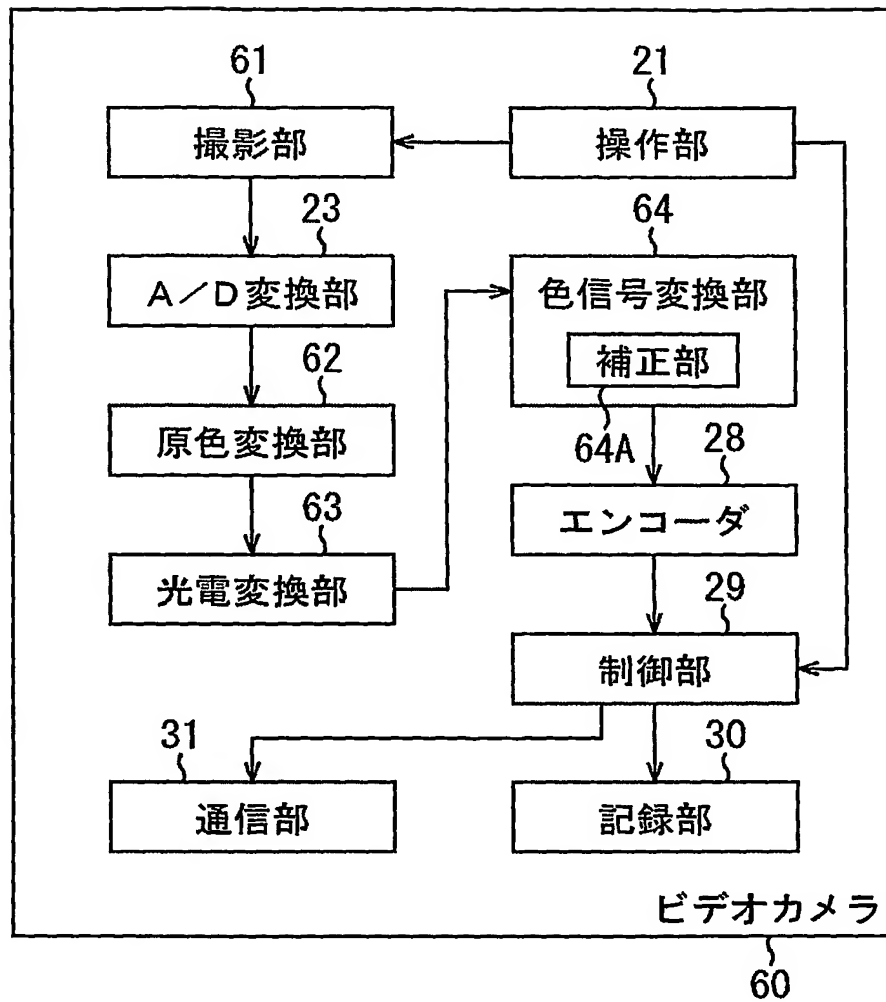 61
21
撮影部
操作部
23
64
A／D変換部
色信号変換部
補正部
62
64A
原色変換部
28
エンコーダ
63
光電変換部
29
制御部
31
30
通信部
記録部
ビデオカメラ
60